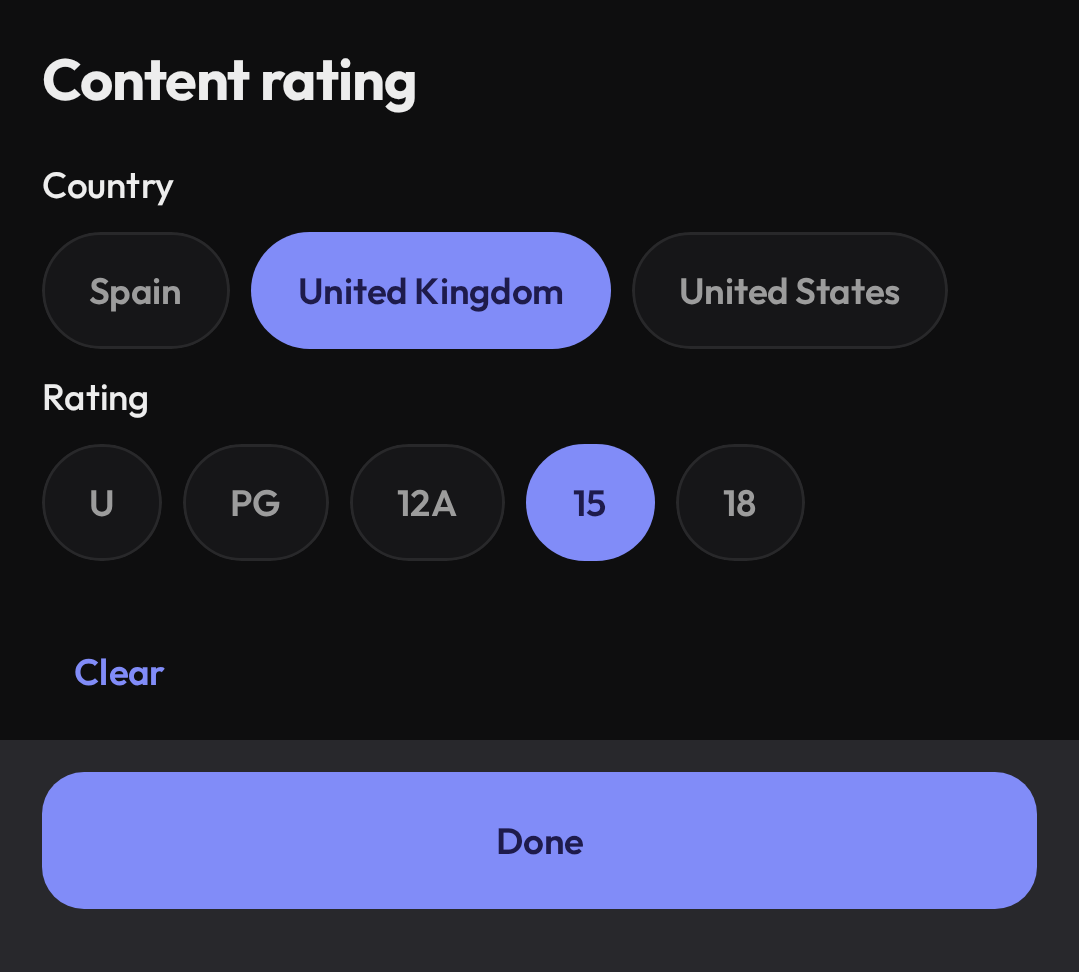 Content rating
Country
Spain United Kingdom United States
Rating
U PG 12A 15 18
Clear
Done